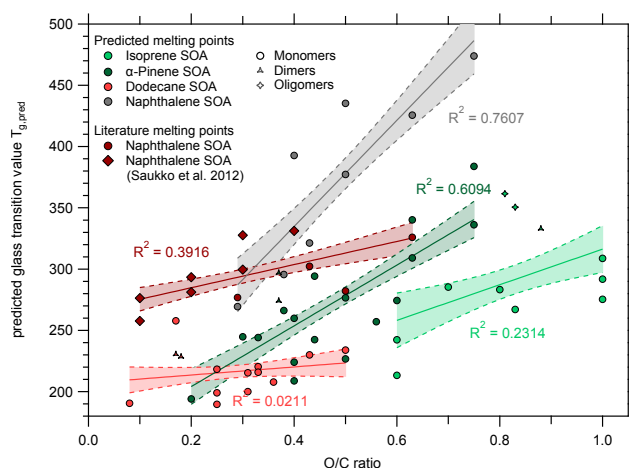 predicted glass transition value T_g,pred
500
450
400
350
300
250
200
Predicted melting points
Isoprene SOA
α-Pinene SOA
Dodecane SOA
Naphthalene SOA
Monomers
Dimers
Oligomers
Literature melting points
Naphthalene SOA
Naphthalene SOA
(Saukko et al. 2012)
R² = 0.7607
R² = 0.6094
R² = 0.3916
R² = 0.2314
R² = 0.0211
0.0 0.2 0.4 0.6 0.8 1.0
O/C ratio